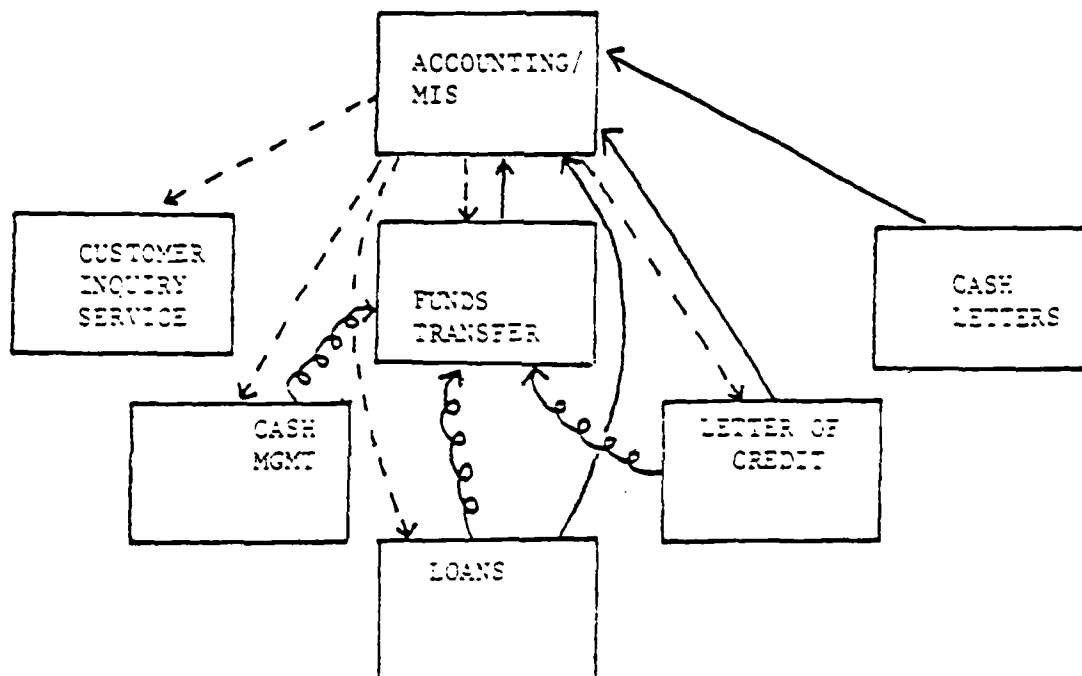 ACCOUNTING/
MIS
CUSTOMER
INQUIRY
SERVICE
FUNDS
TRANSFER
CASH
LETTERS
CASH
MGMT
LETTER OF
CREDIT
LOANS